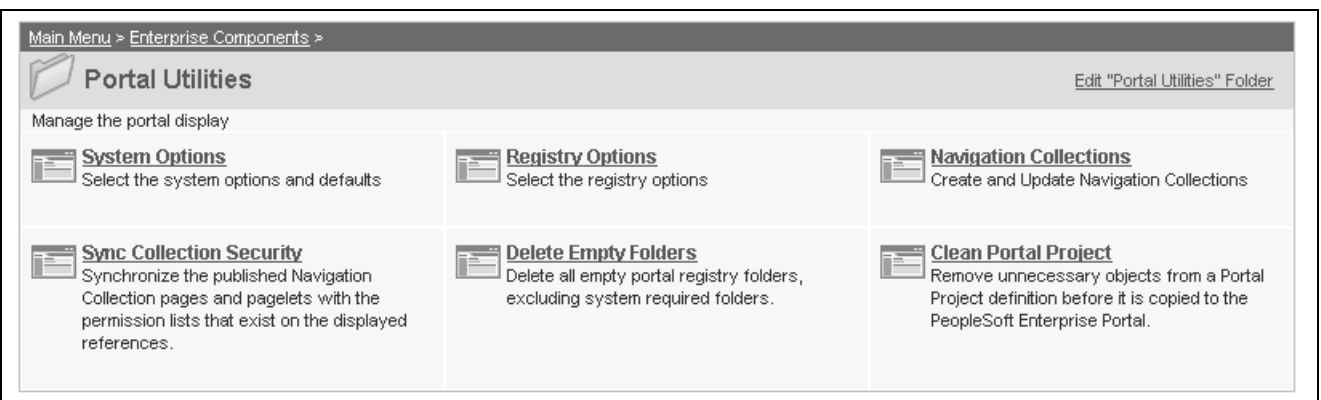 Main Menu > Enterprise Components >
Portal Utilities
Edit "Portal Utilities" Folder
Manage the portal display
System Options
Select the system options and defaults
Registry Options
Select the registry options
Navigation Collections
Create and Update Navigation Collections
Sync Collection Security
Synchronize the published Navigation
Collection pages and pagelets with the
permission lists that exist on the displayed
references.
Delete Empty Folders
Delete all empty portal registry folders,
excluding system required folders.
Clean Portal Project
Remove unnecessary objects from a Portal
Project definition before it is copied to the
PeopleSoft Enterprise Portal.